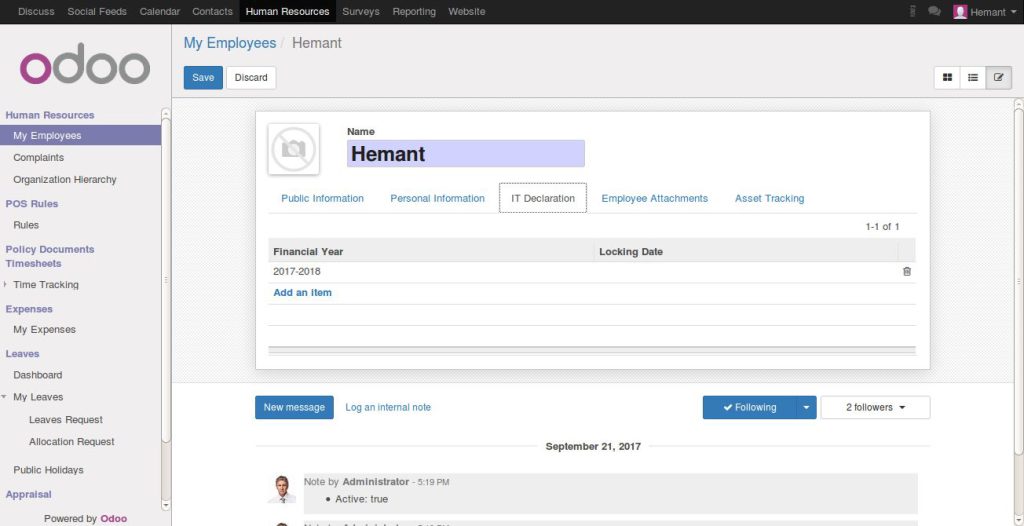 Discuss Social Feeds Calendar Contacts Human Resources Surveys Reporting Website Hemant
odoo
My Employees / Hemant
Save Discard
Human Resources
My Employees
Complaints
Organization Hierarchy
POS Rules
Rules
Policy Documents
Timesheets
Time Tracking
Expenses
My Expenses
Leaves
Dashboard
My Leaves
Leaves Request
Allocation Request
Public Holidays
Appraisal
Powered by Odoo
Name
Hemant
Public Information Personal Information IT Declaration Employee Attachments Asset Tracking
1-1 of 1
Financial Year Locking Date
2017-2018
Add an item
New message Log an internal note Following 2 followers
September 21, 2017
Note by Administrator - 5:19 PM
• Active: true